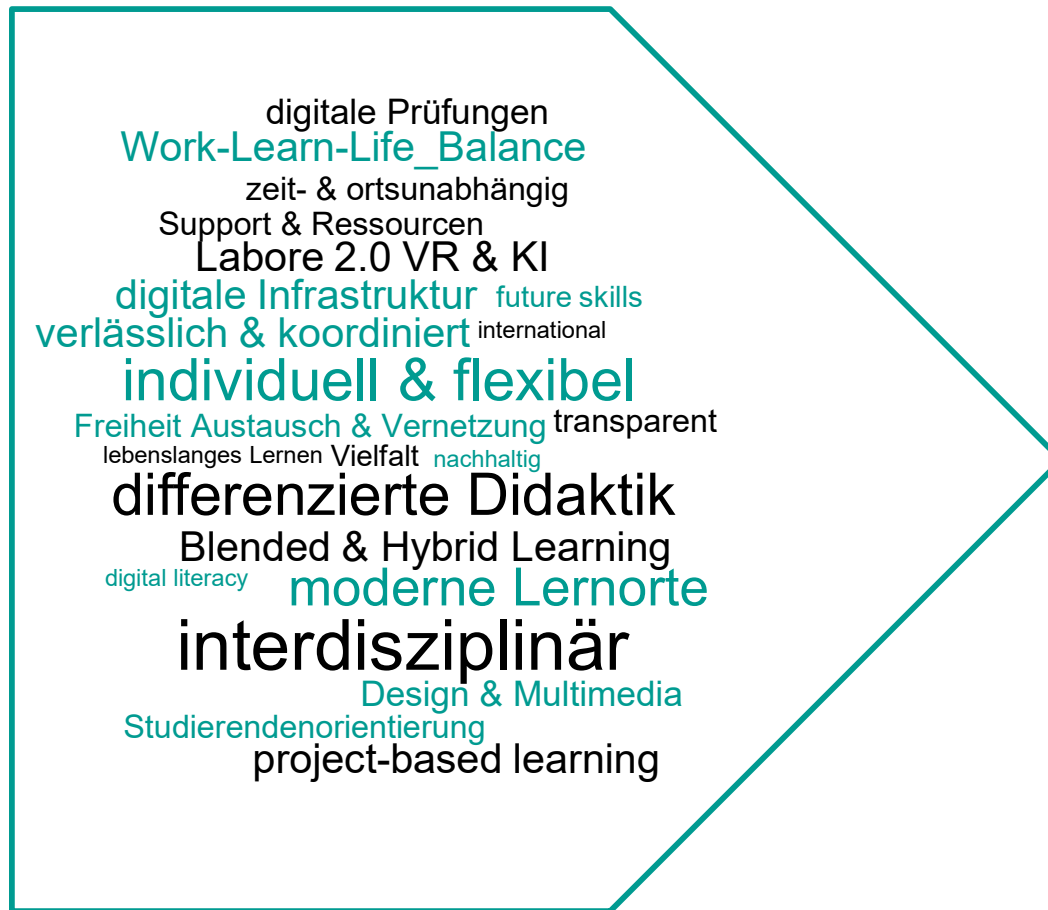 digitale Prüfungen
Work-Learn-Life_Balance
zeit- & ortsunabhängig
Support & Ressourcen
Labore 2.0 VR & KI
digitale Infrastruktur future skills
verlässlich & koordiniert international
individuell & flexibel
Freiheit Austausch & Vernetzung transparent
lebenslanges Lernen Vielfalt nachhaltig
differenzierte Didaktik
Blended & Hybrid Learning
digital literacy moderne Lernorte
interdisziplinär
Design & Multimedia
Studierendenorientierung
project-based learning